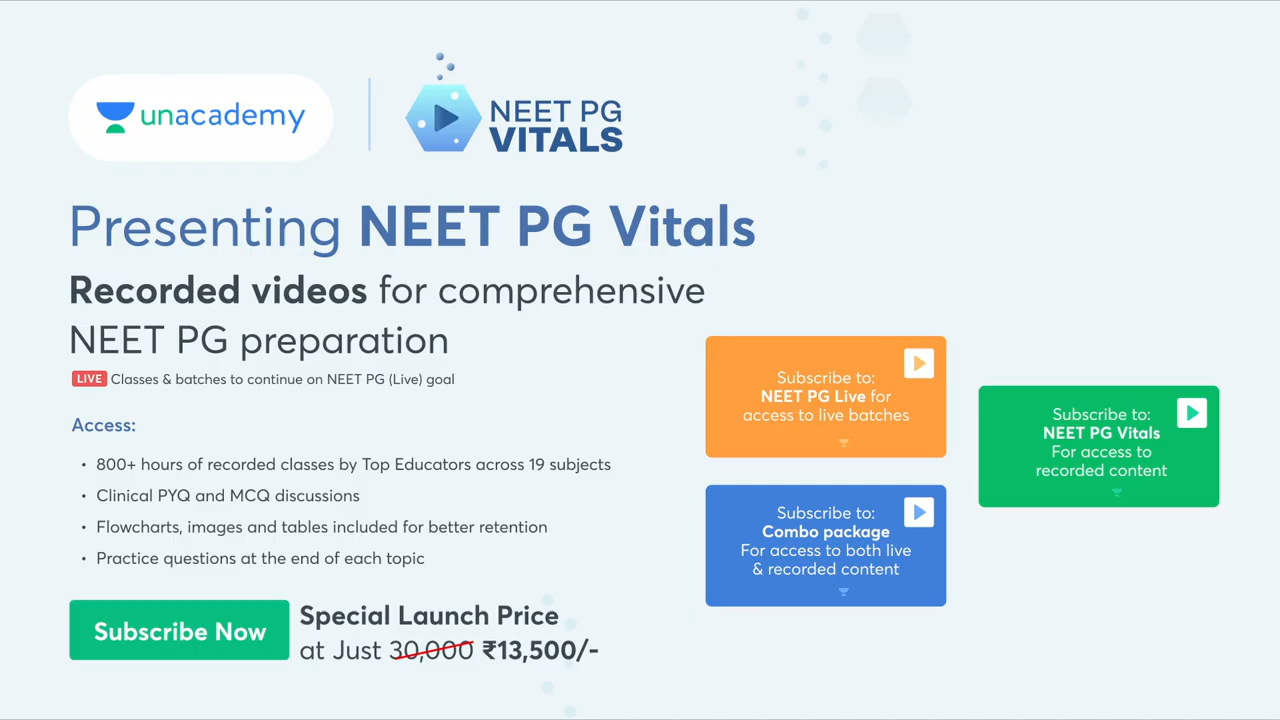 unacademy
NEET PG
VITALS
Presenting NEET PG Vitals
Recorded videos for comprehensive
NEET PG preparation
LIVE Classes & batches to continue on NEET PG (Live) goal
Access:
• 800+ hours of recorded classes by Top Educators across 19 subjects
• Clinical PYQ and MCQ discussions
• Flowcharts, images and tables included for better retention
• Practice questions at the end of each topic
Subscribe Now
Special Launch Price
at Just 30,000 ₹13,500/-
Subscribe to:
NEET PG Live for
access to live batches
Subscribe to:
Combo package
For access to both live
& recorded content
Subscribe to:
NEET PG Vitals
For access to
recorded content